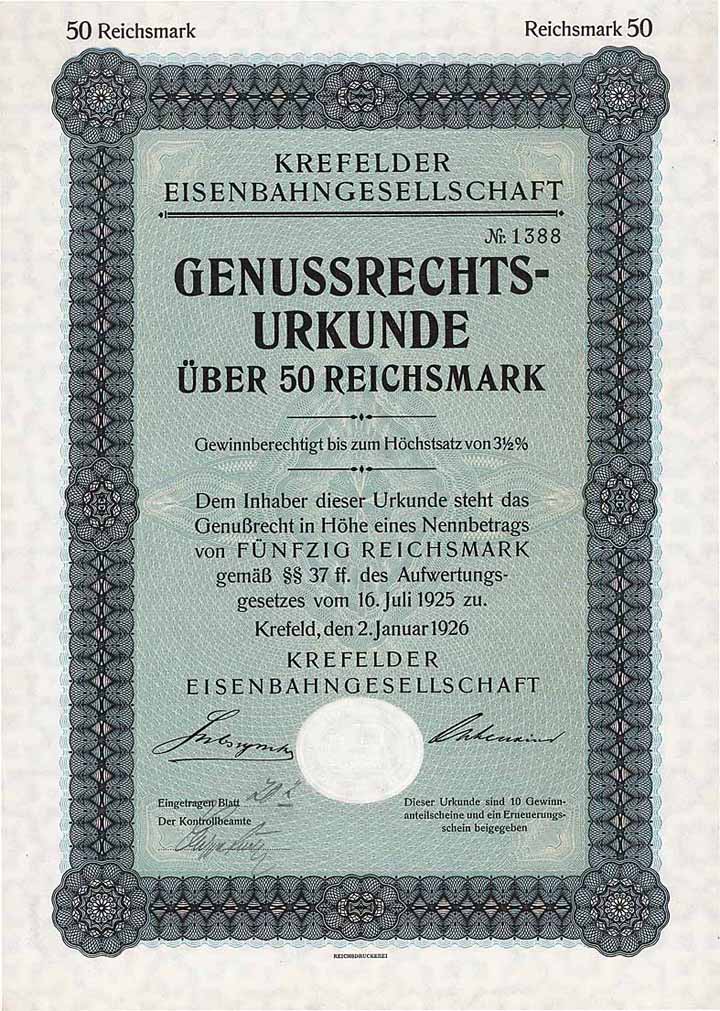 50 Reichsmark
Reichsmark 50
KREFELDER
EISENBAHNGESELLSCHAFT
Nr. 1388
GENUSSRECHTS-
URKUNDE
ÜBER 50 REICHSMARK
Gewinnberechtigt bis zum Höchstsatz von 3½%
Dem Inhaber dieser Urkunde steht das
Genußrecht in Höhe eines Nennbetrags
von FÜNFZIG REICHSMARK
gemäß §§ 37 ff. des Aufwertungs-
gesetzes vom 16. Juli 1925 zu.
Krefeld, den 2. Januar 1926
KREFELDER
EISENBAHNGESELLSCHAFT
Eingetragen Blatt
Der Kontrollbeamte
Dieser Urkunde sind 10 Gewinn-
anteilscheine und ein Erneuerungs-
schein beigegeben
REICHSDRUCKEREI